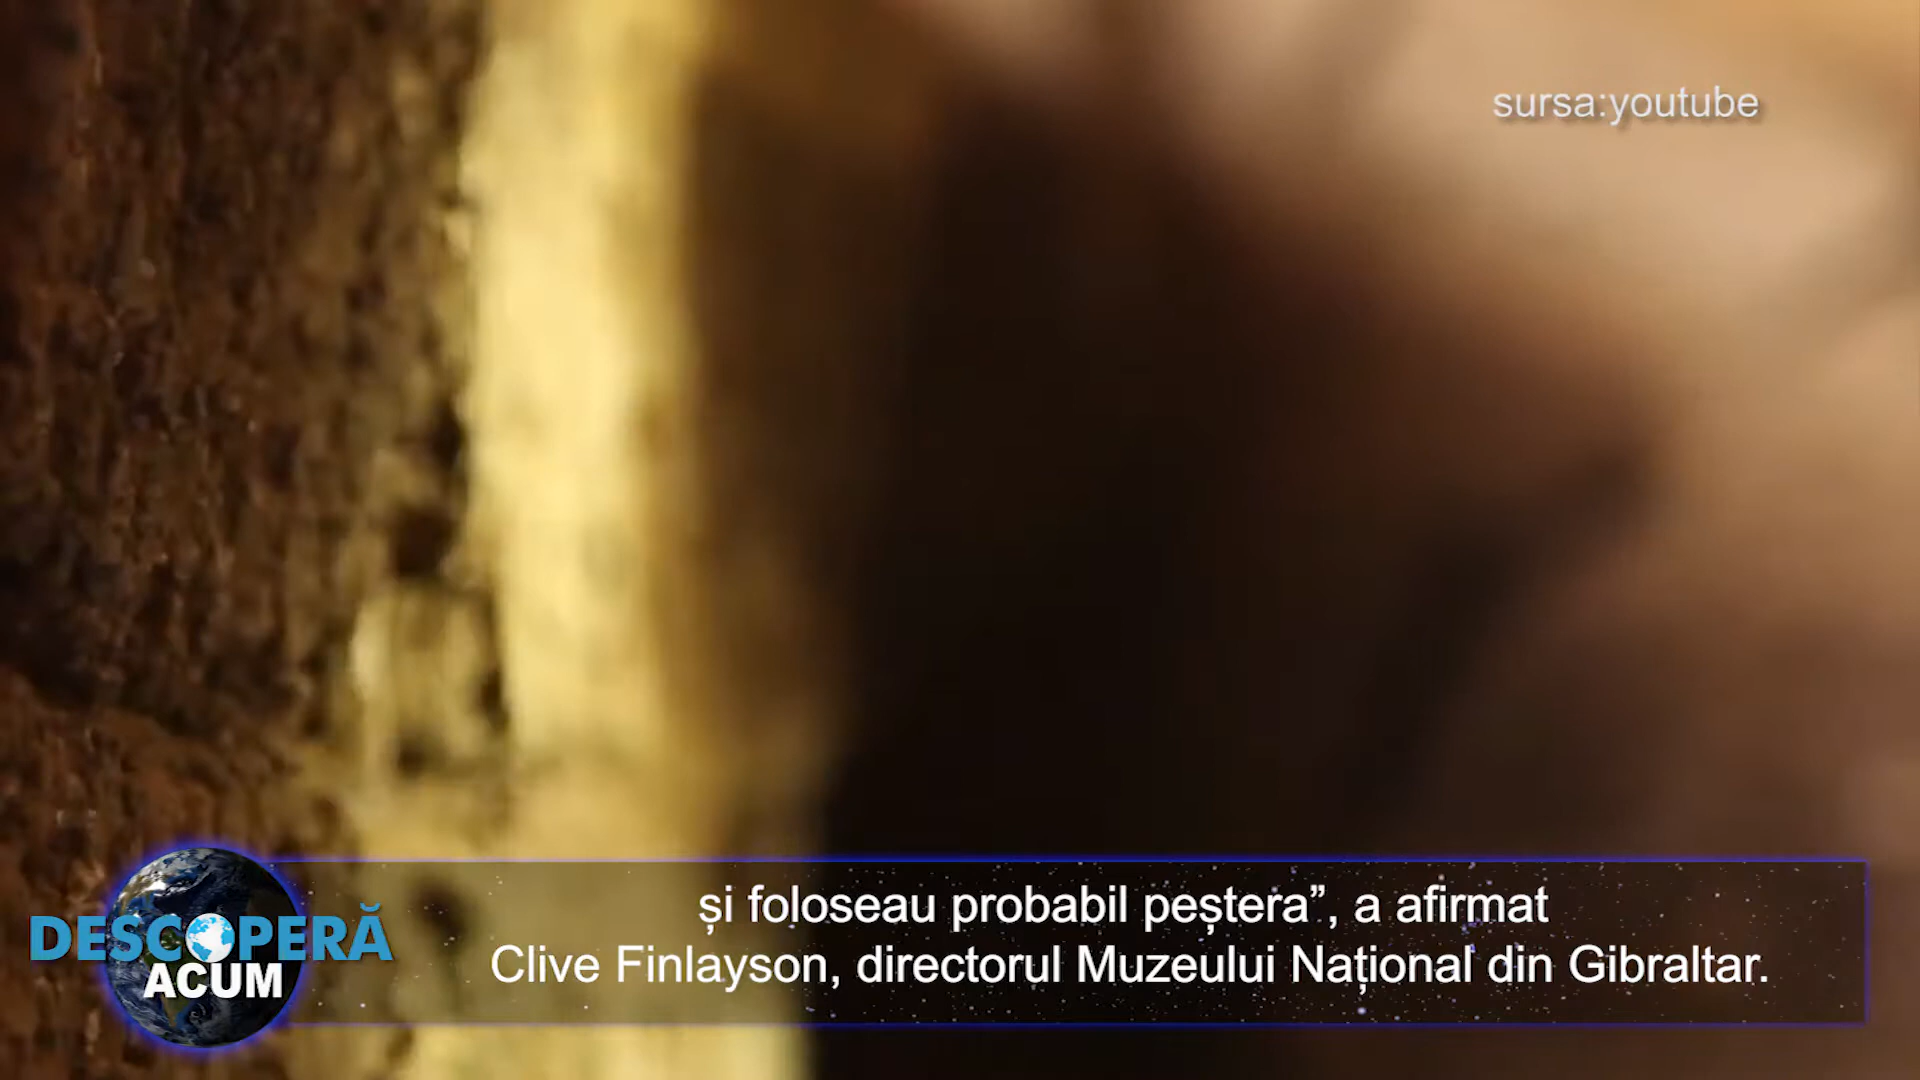 sursa:youtube
și foloseau probabil peștera”, a afirmat
Clive Finlayson, directorul Muzeului Național din Gibraltar.
DESCOPERĂ
ACUM